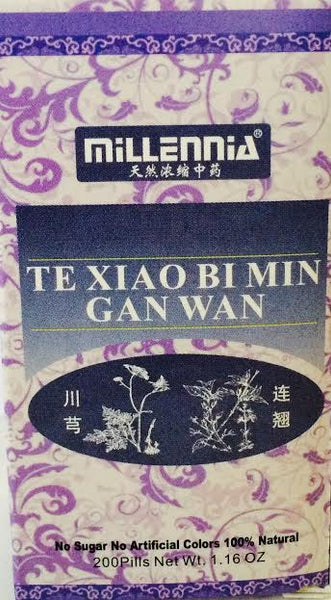 MiLLENNiA®
天然浓缩中药
TE XIAO BI MIN
GAN WAN
川芎
连翘
No Sugar No Artificial Colors 100% Natural
200Pills Net Wt. 1.16 OZ